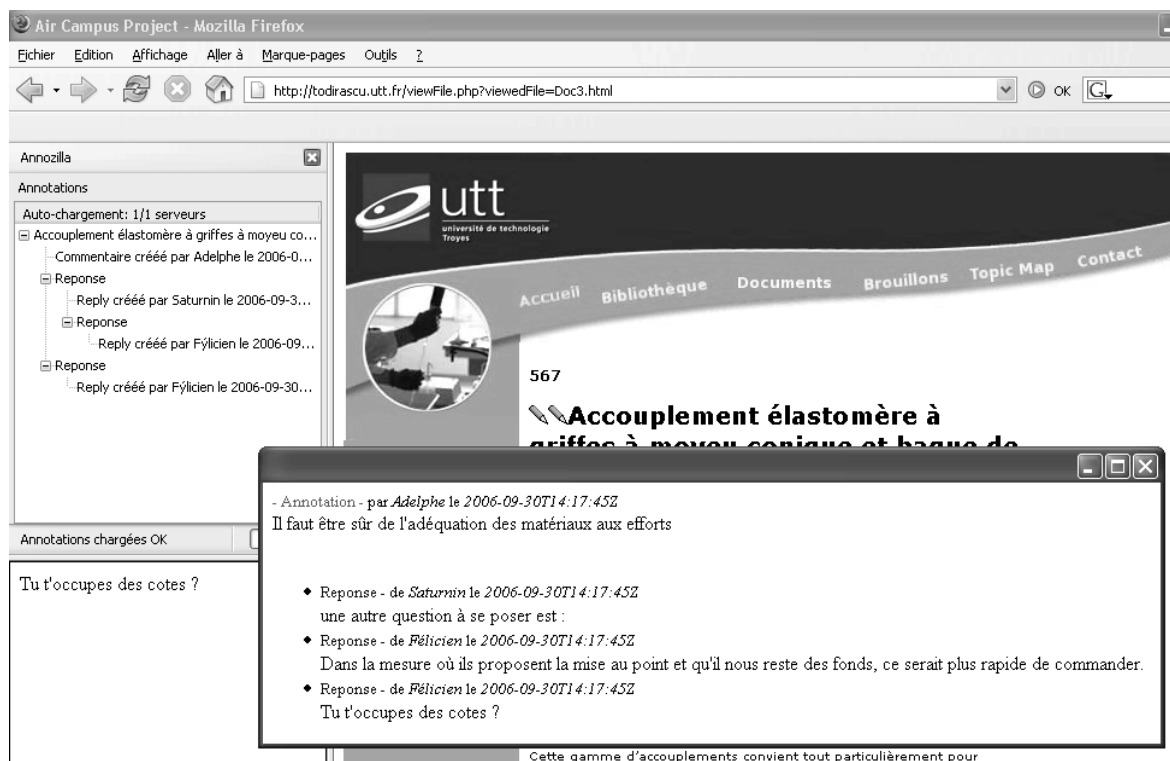 Air Campus Project - Mozilla Firefox
Fichier Edition Affichage Aller à Marque-pages Outils ?
http://todirascu.utt.fr/viewFile.php?viewedFile=Doc3.html OK G
Annozilla
Annotations
Auto-chargement: 1/1 serveurs
Accouplement élastomère à griffes à moyeu co...
Commentaire créé par Adelphe le 2006-0...
Reponse
Reply créé par Saturnin le 2006-09-3...
Reponse
Reply créé par Fýlicien le 2006-09...
Reponse
Reply créé par Fýlicien le 2006-09-30...
Annotations chargées OK
Tu t'occupes des cotes ?
utt
université de technologie
Troyes
Accueil Bibliothèque Documents Brouillons Topic Map Contact
567
Accouplement élastomère à
griffes à moyeu conique et bague de
- Annotation - par Adelphe le 2006-09-30T14:17:45Z
Il faut être sûr de l'adéquation des matériaux aux efforts
Reponse - de Saturnin le 2006-09-30T14:17:45Z
une autre question à se poser est :
Reponse - de Félicien le 2006-09-30T14:17:45Z
Dans la mesure où ils proposent la mise au point et qu'il nous reste des fonds, ce serait plus rapide de commander.
Reponse - de Félicien le 2006-09-30T14:17:45Z
Tu t'occupes des cotes ?
Cette gamme d'accouplements convient tout particulièrement pour